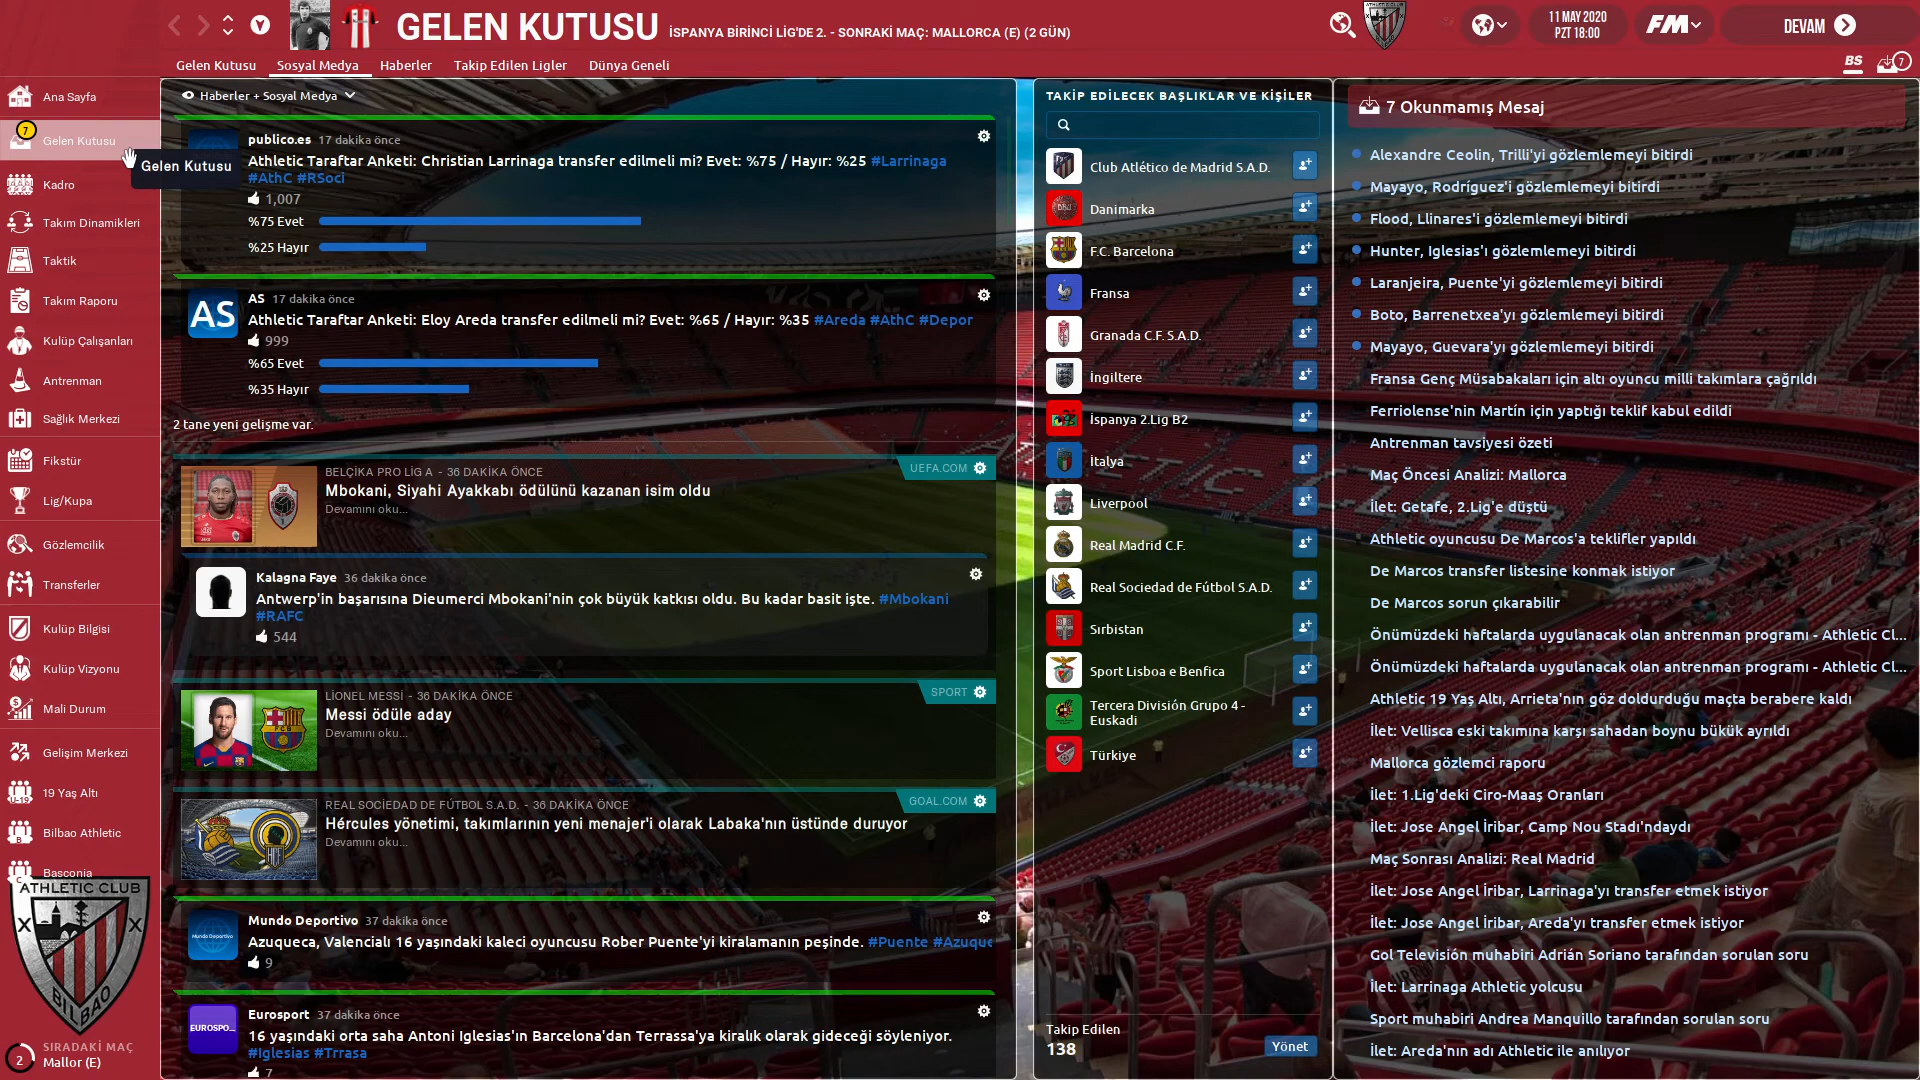 GELEN KUTUSU
İSPANYA BİRİNCİ LİG'DE 2. - SONRAKİ MAÇ: MALLORCA (E) (2 GÜN)
11 MAY 2020
PZT 18:00
FM
DEVAM
Gelen Kutusu
Sosyal Medya
Haberler
Takip Edilen Ligler
Dünya Geneli
BS
7
Ana Sayfa
7
Gelen Kutusu
Gelen Kutusu
Kadro
Takım Dinamikleri
Taktik
Takım Raporu
Kulüp Çalışanları
Antrenman
Sağlık Merkezi
Fikstür
Lig/Kupa
Gözlemcilik
Transferler
Kulüp Bilgisi
Kulüp Vizyonu
Mali Durum
Gelişim Merkezi
19 Yaş Altı
Bilbao Athletic
Basconia
ATHLETIC CLUB
BILBAO
2
SIRADAKİ MAÇ
Mallor (E)
Haberler + Sosyal Medya
publico.es 17 dakika önce
Athletic Taraftar Anketi: Christian Larrinaga transfer edilmeli mi? Evet: %75 / Hayır: %25 #Larrinaga
#AthC #RSoci
1,007
%75 Evet
%25 Hayır
AS
AS 17 dakika önce
Athletic Taraftar Anketi: Eloy Areda transfer edilmeli mi? Evet: %65 / Hayır: %35 #Areda #AthC #Depor
999
%65 Evet
%35 Hayır
2 tane yeni gelişme var.
BELÇİKA PRO LİG A - 36 DAKİKA ÖNCE
UEFA.COM
Mbokani, Siyahi Ayakkabı ödülünü kazanan isim oldu
Devamını oku...
Kalagna Faye 36 dakika önce
Antwerp'in başarısına Dieumerci Mbokani'nin çok büyük katkısı oldu. Bu kadar basit işte. #Mbokani
#RAFC
544
LİONEL MESSİ - 36 DAKİKA ÖNCE
SPORT
Messi ödüle aday
Devamını oku...
REAL SOCİEDAD DE FÚTBOL S.A.D. - 36 DAKİKA ÖNCE
GOAL.COM
Hércules yönetimi, takımlarının yeni menajer'i olarak Labaka'nın üstünde duruyor
Devamını oku...
Mundo Deportivo
Mundo Deportivo 37 dakika önce
Azuqueca, Valencialı 16 yaşındaki kaleci oyuncusu Rober Puente'yi kiralamanın peşinde. #Puente #Azuque
9
EUROSPO...
Eurosport 37 dakika önce
16 yaşındaki orta saha Antoni Iglesias'ın Barcelona'dan Terrassa'ya kiralık olarak gideceği söyleniyor.
#Iglesias #Trrasa
7
TAKİP EDİLECEK BAŞLIKLAR VE KİŞİLER
Club Atlético de Madrid S.A.D.
Danimarka
F.C. Barcelona
Fransa
Granada C.F. S.A.D.
İngiltere
İspanya 2.Lig B2
İtalya
Liverpool
Real Madrid C.F.
Real Sociedad de Fútbol S.A.D.
Sırbistan
Sport Lisboa e Benfica
Tercera División Grupo 4 -
Euskadi
Türkiye
Takip Edilen
138
Yönet
7 Okunmamış Mesaj
Alexandre Ceolin, Trilli'yi gözlemlemeyi bitirdi
Mayayo, Rodríguez'i gözlemlemeyi bitirdi
Flood, Llinares'i gözlemlemeyi bitirdi
Hunter, Iglesias'ı gözlemlemeyi bitirdi
Laranjeira, Puente'yi gözlemlemeyi bitirdi
Boto, Barrenetxea'yı gözlemlemeyi bitirdi
Mayayo, Guevara'yı gözlemlemeyi bitirdi
Fransa Genç Müsabakaları için altı oyuncu milli takımlara çağrıldı
Ferriolense'nin Martín için yaptığı teklif kabul edildi
Antrenman tavsiyesi özeti
Maç Öncesi Analizi: Mallorca
İlet: Getafe, 2.Lig'e düştü
Athletic oyuncusu De Marcos'a teklifler yapıldı
De Marcos transfer listesine konmak istiyor
De Marcos sorun çıkarabilir
Önümüzdeki haftalarda uygulanacak olan antrenman programı - Athletic Cl...
Önümüzdeki haftalarda uygulanacak olan antrenman programı - Athletic Cl...
Athletic 19 Yaş Altı, Arrieta'nın göz doldurduğu maçta berabere kaldı
İlet: Vellisca eski takımına karşı sahadan boynu bükük ayrıldı
Mallorca gözlemci raporu
İlet: 1.Lig'deki Ciro-Maaş Oranları
İlet: Jose Angel İribar, Camp Nou Stadı'ndaydı
Maç Sonrası Analizi: Real Madrid
İlet: Jose Angel İribar, Larrinaga'yı transfer etmek istiyor
İlet: Jose Angel İribar, Areda'yı transfer etmek istiyor
Gol Televisión muhabiri Adrián Soriano tarafından sorulan soru
İlet: Larrinaga Athletic yolcusu
Sport muhabiri Andrea Manquillo tarafından sorulan soru
İlet: Areda'nın adı Athletic ile anılıyor